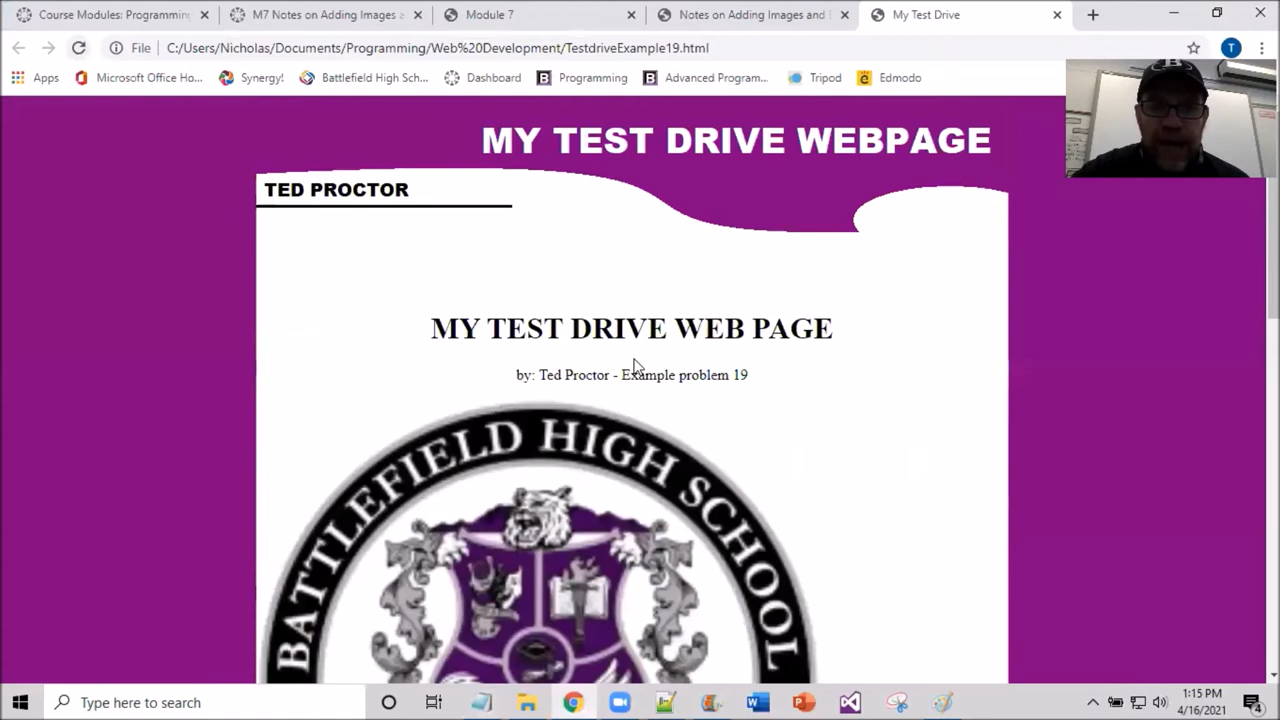 Course Modules: Programming
M7 Notes on Adding Images a
Module 7
Notes on Adding Images and
My Test Drive
File
C:/Users/Nicholas/Documents/Programming/Web%20Development/TestdriveExample19.html
T
Apps
Microsoft Office Ho...
Synergy!
Battlefield High Sch...
Dashboard
B
Programming
B
Advanced Program...
Tripod
Edmodo
B
MY TEST DRIVE WEBPAGE
TED PROCTOR
MY TEST DRIVE WEB PAGE
by: Ted Proctor - Example problem 19
BATTLEFIELD HIGH SCHOOL
Type here to search
1:15 PM
4/16/2021
4